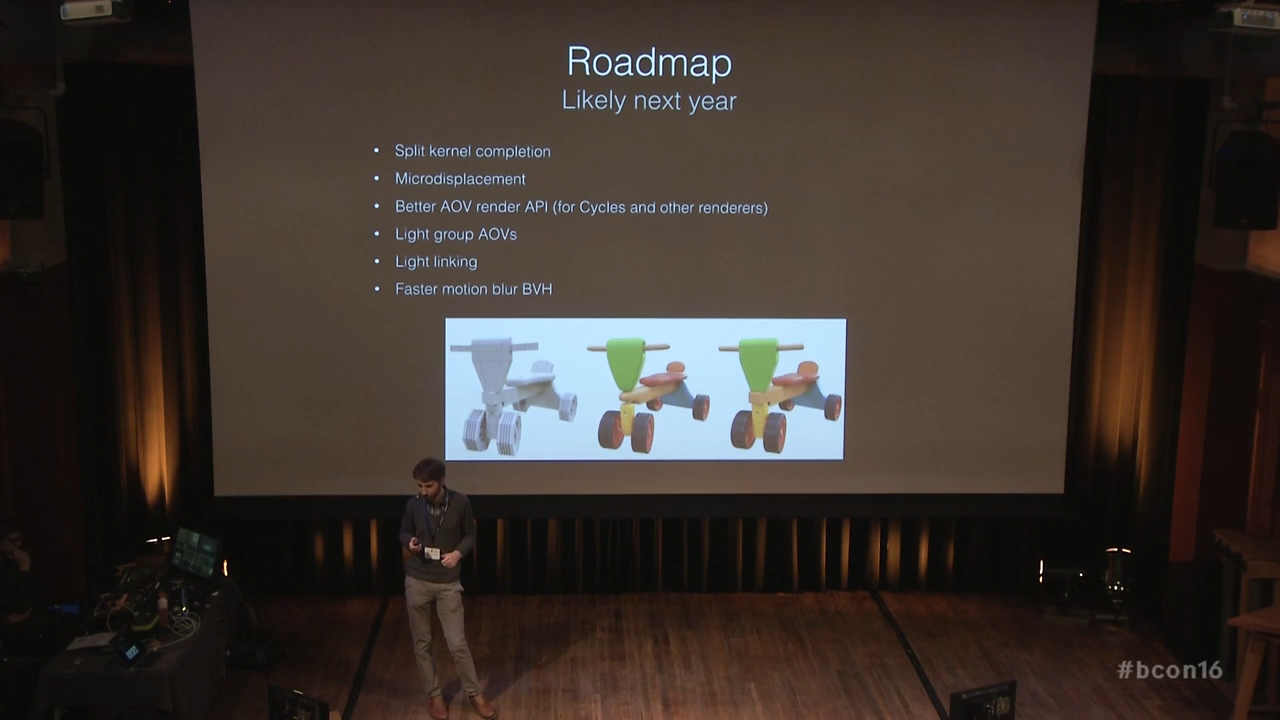 Roadmap
Likely next year
• Split kernel completion
• Microdisplacement
• Better AOV render API (for Cycles and other renderers)
• Light group AOVs
• Light linking
• Faster motion blur BVH
#bcon16